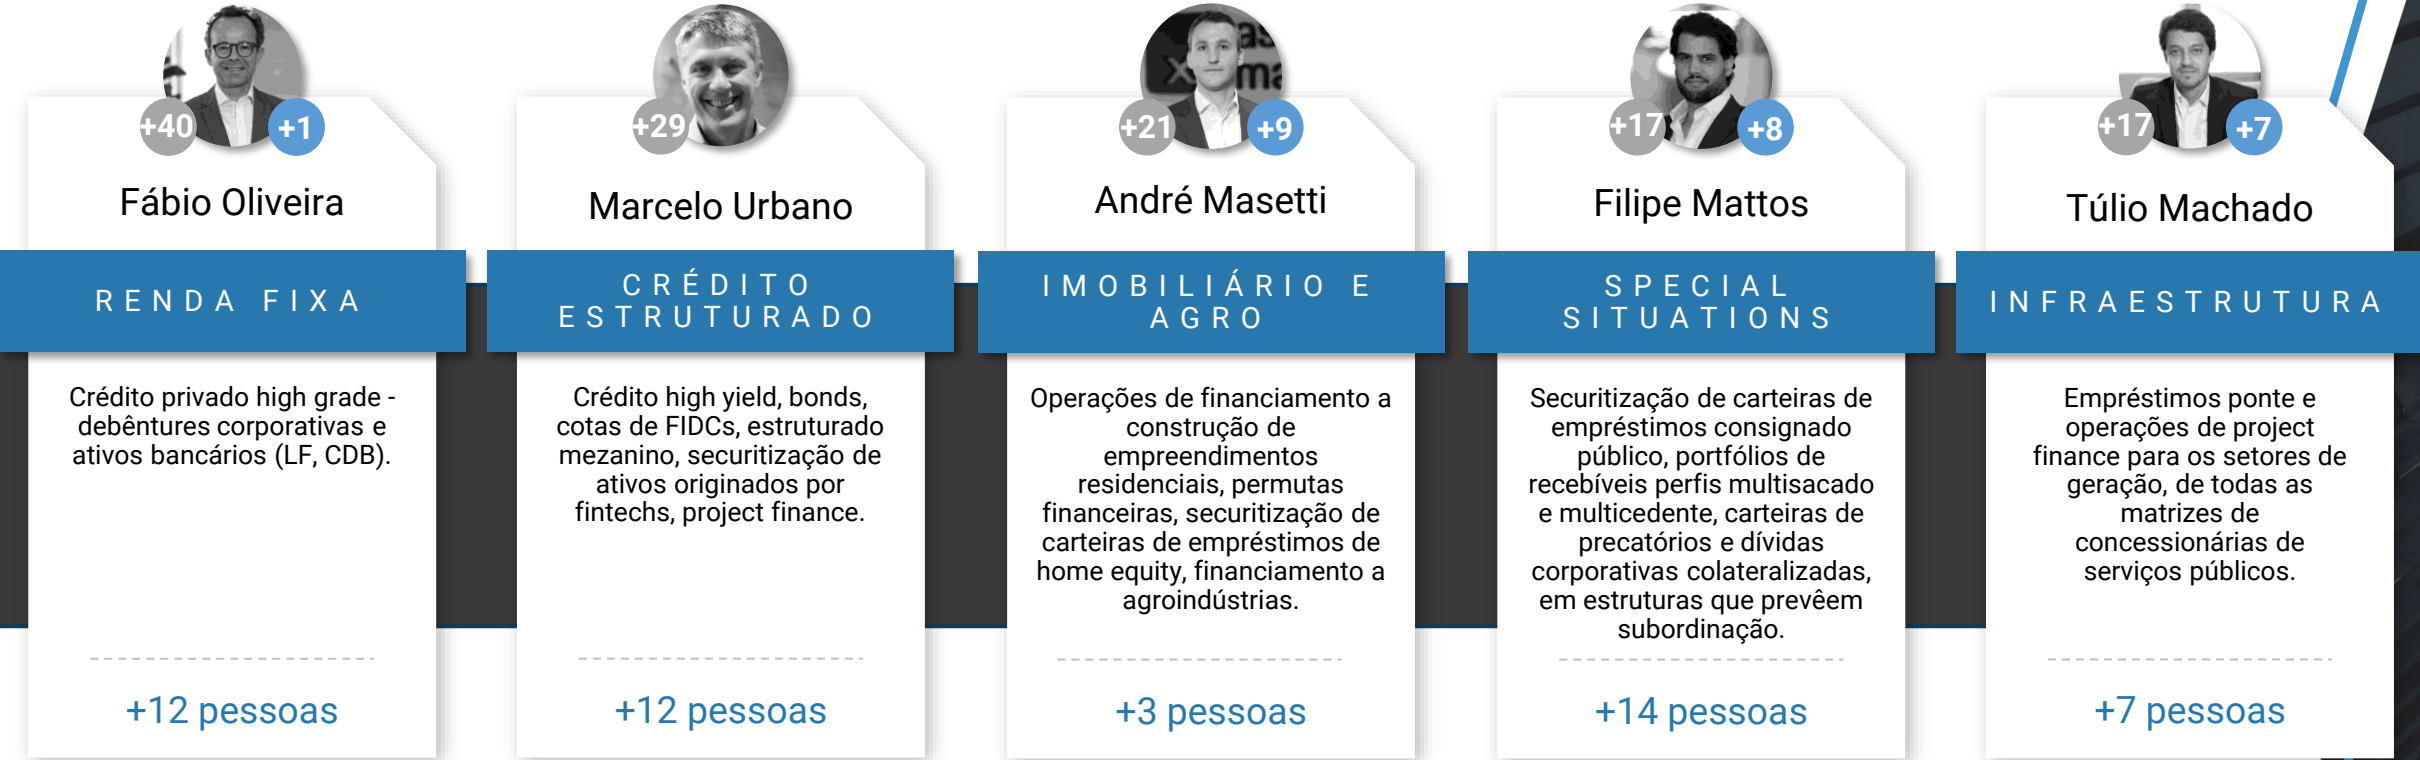 +40
+1
Fábio Oliveira
RENDA FIXA
Crédito privado high grade -
debêntures corporativas e
ativos bancários (LF, CDB).
+12 pessoas
+29
Marcelo Urbano
CRÉDITO
ESTRUTURADO
Crédito high yield, bonds,
cotas de FIDCs, estruturado
mezanino, securitização de
ativos originados por
fintechs, project finance.
+12 pessoas
+21
+9
André Masetti
IMOBILIÁRIO E
AGRO
Operações de financiamento a
construção de
empreendimentos
residenciais, permutas
financeiras, securitização de
carteiras de empréstimos de
home equity, financiamento a
agroindústrias.
+3 pessoas
+17
+8
Filipe Mattos
SPECIAL
SITUATIONS
Securitização de carteiras de
empréstimos consignado
público, portfólios de
recebíveis perfis multisacado
e multicedente, carteiras de
precatórios e dívidas
corporativas colateralizadas,
em estruturas que prevêem
subordinação.
+14 pessoas
+17
+7
Túlio Machado
INFRAESTRUTURA
Empréstimos ponte e
operações de project
finance para os setores de
geração, de todas as
matrizes de
concessionárias de
serviços públicos.
+7 pessoas